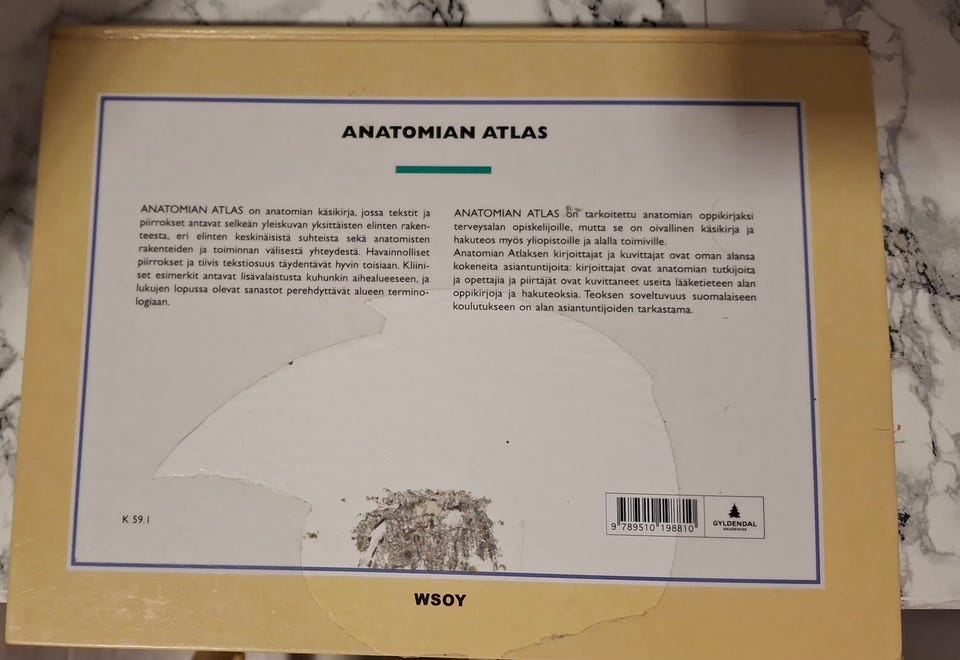 ANATOMIAN ATLAS
ANATOMIAN ATLAS on anatomian käsikirja, jossa tekstit ja
piirrokset antavat selkeän yleiskuvan yksittäisten elinten raken-
teesta, eri elinten keskinäisistä suhteista sekä anatomisten
rakenteiden ja toiminnan välisestä yhteydestä. Havainnolliset
piirrokset ja tiivis tekstiosuus täydentävät hyvin toisiaan. Kliini-
set esimerkit antavat lisävalaistusta kuhunkin aihealueeseen, ja
lukujen lopussa olevat sanastot perehdyttävät alueen termino-
logiaan.
ANATOMIAN ATLAS on tarkoitettu anatomian oppikirjaksi
terveysalan opiskelijoille, mutta se on oivallinen käsikirja ja
hakuteos myös yliopistoille ja alalla toimiville.
Anatomian Atlaksen kirjoittajat ja kuvittajat ovat oman alansa
kokeneita asiantuntijoita: kirjoittajat ovat anatomian tutkijoita
ja opettajia ja piirtäjät ovat kuvittaneet useita lääketieteen alan
oppikirjoja ja hakuteoksia. Teoksen soveltuvuus suomalaiseen
koulutukseen on alan asiantuntijoiden tarkastama.
K 59.1
9 789510 198810
GYLDENDAL
AKADEMISK
WSOY